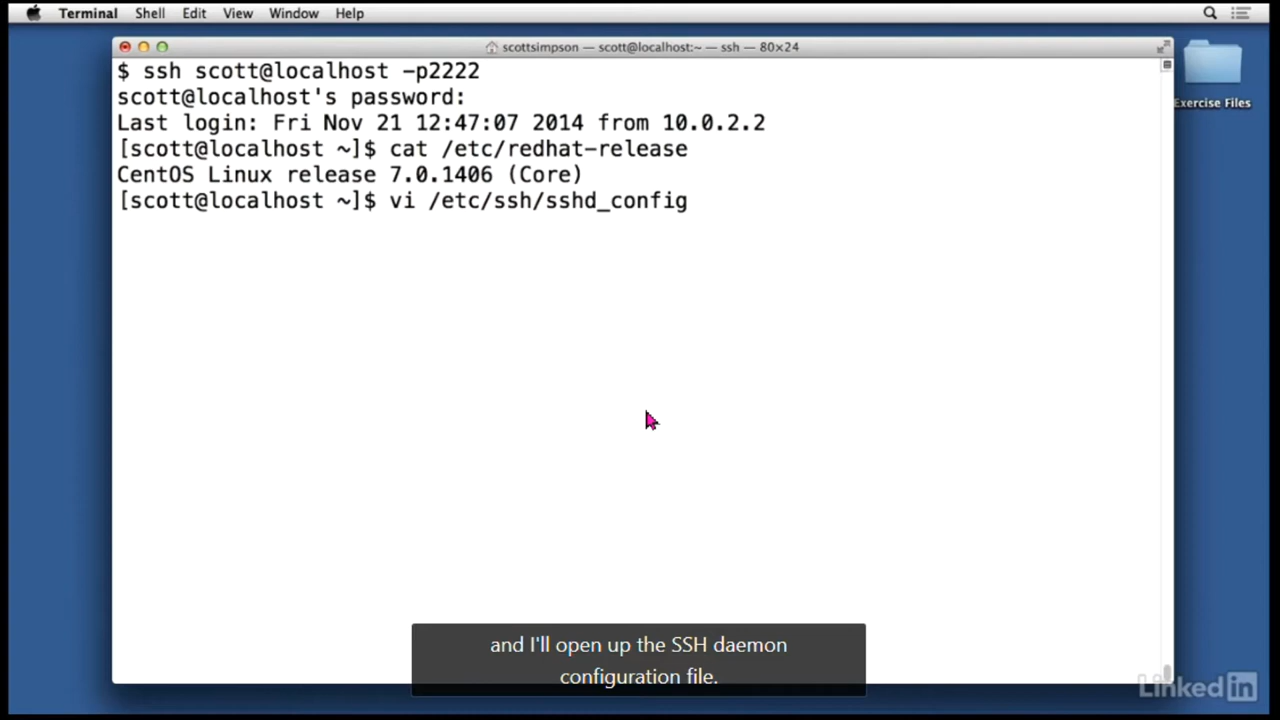 Terminal Shell Edit View Window Help
scottsimpson — scott@localhost:~ — ssh — 80×24
$ ssh scott@localhost -p2222
scott@localhost's password:
Last login: Fri Nov 21 12:47:07 2014 from 10.0.2.2
[scott@localhost ~]$ cat /etc/redhat-release
CentOS Linux release 7.0.1406 (Core)
[scott@localhost ~]$ vi /etc/ssh/sshd_config
Exercise Files
and I'll open up the SSH daemon
configuration file.
Linked in